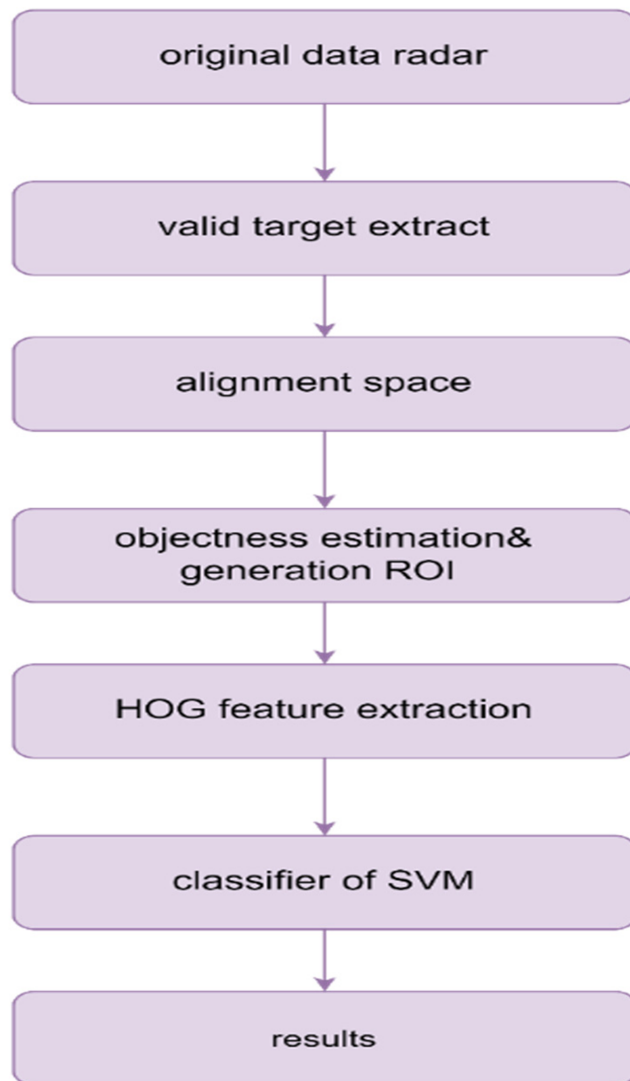 original data radar
valid target extract
alignment space
objectness estimation&
generation ROI
HOG feature extraction
classifier of SVM
results